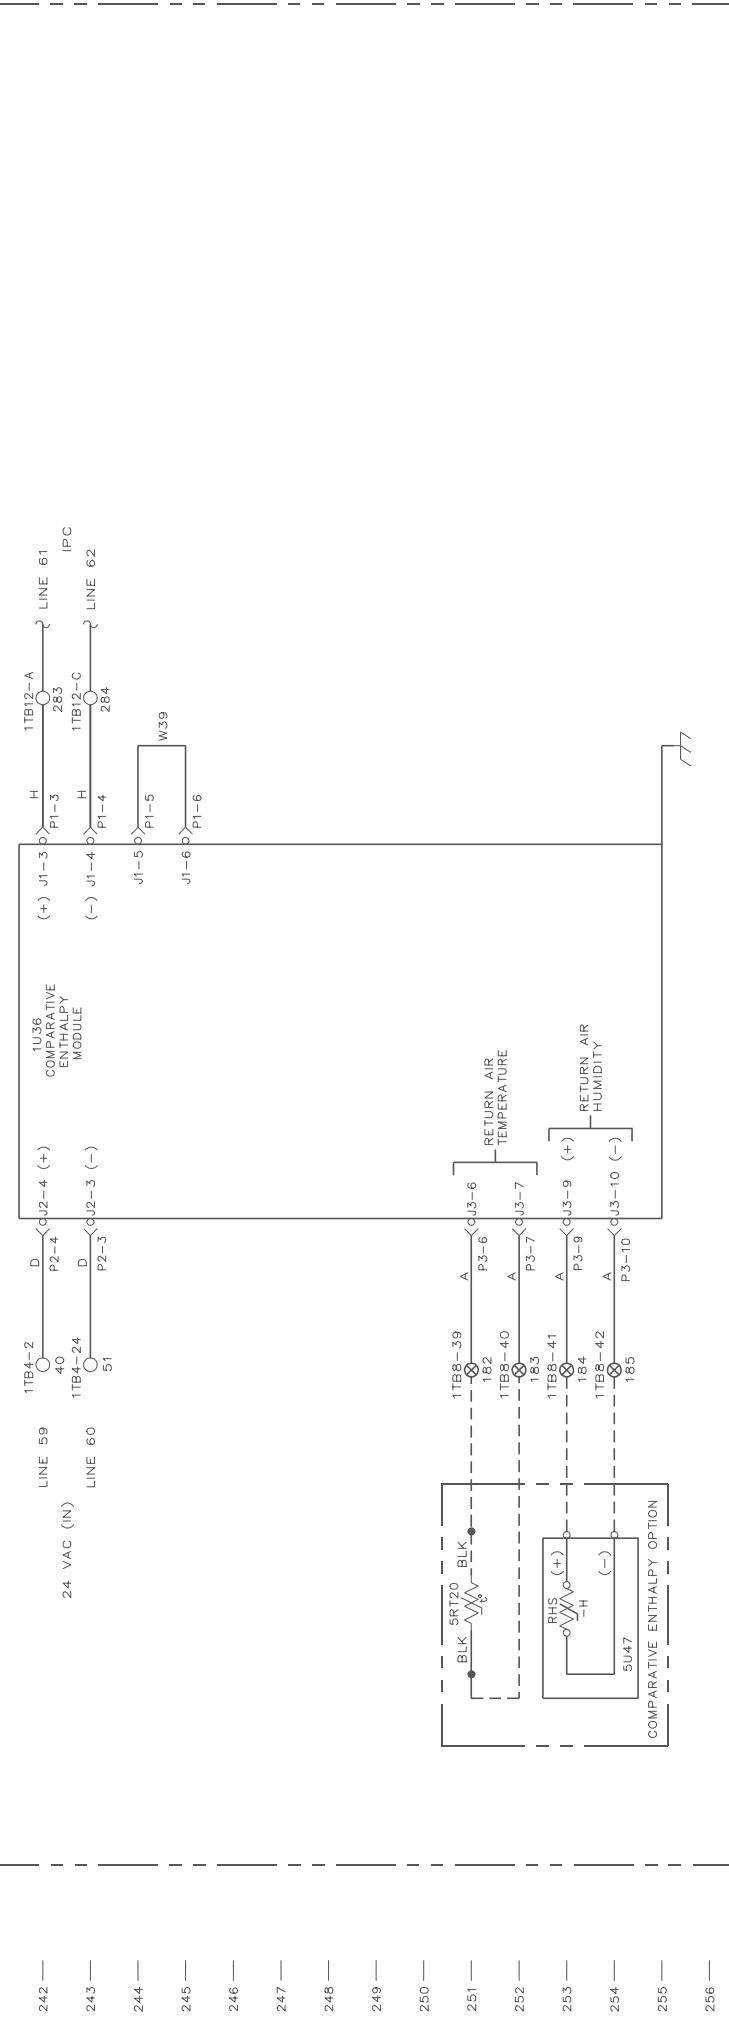 242
243
244
245
246
247
248
249
250
251
252
253
254
255
256
24 VAC (IN)
LINE 59
LINE 60
1TB4-2
40
1TB4-24
51
D
P2-4
D
P2-3
J2-4 (+)
J2-3 (-)
1U36
COMPARATIVE
ENTHALPY
MODULE
(+) J1-3
(-) J1-4
J1-5
J1-6
H
P1-3
H
P1-4
P1-5
P1-6
W39
1TB12-A
283
1TB12-C
284
LINE 61
IPC
LINE 62
BLK
5RT20
BLK
RHS
-H
(+)
(-)
5U47
COMPARATIVE ENTHALPY OPTION
1TB8-39
182
1TB8-40
183
1TB8-41
184
1TB8-42
185
A
P3-6
A
P3-7
A
P3-9
A
P3-10
J3-6
J3-7
J3-9 (+)
J3-10 (-)
RETURN AIR
TEMPERATURE
RETURN AIR
HUMIDITY